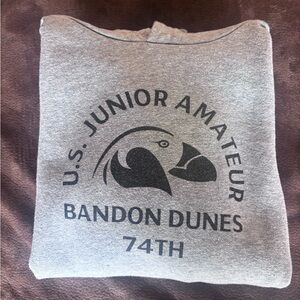 U.S. JUNIOR AMATEUR
BANDON DUNES
74TH